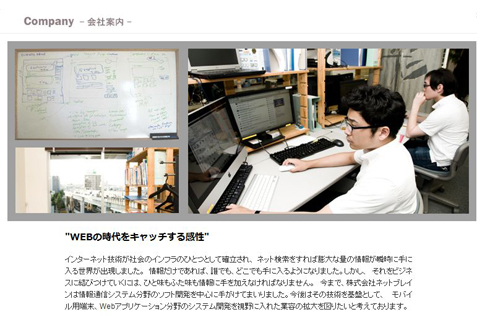 Company －会社案内－
"WEBの時代をキャッチする感性"
インターネット技術が社会のインフラのひとつとして確立され、ネット検索をすれば膨大な量の情報が瞬時に手
に入る世界が出現しました。 情報だけであれば、誰でも、どこでも手に入るようになりました。しかし、 それをビジネ
スに結びつけていくには、ひと味もふた味も情報に手を加えなければなりません。 今まで、株式会社ネットブレイ
ンは情報通信システム分野のソフト開発を中心に手がけてまいりました。今後はその技術を基盤として、 モバイ
ル用端末、Webアプリケーション分野のシステム開発を視野に入れた業容の拡大を図りたいと考えております。